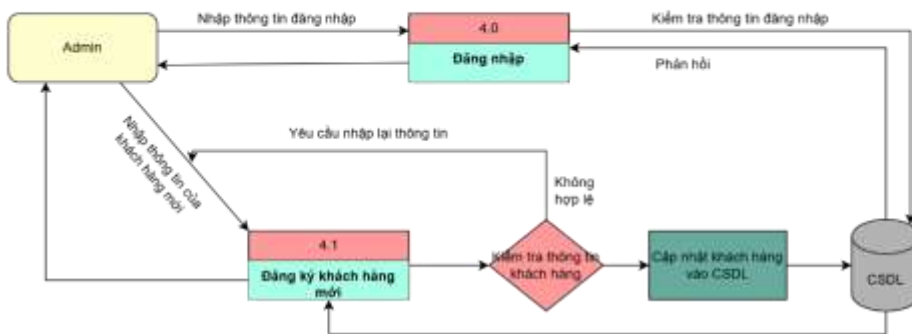 Nhập thông tin đăng nhập
4.0
Kiểm tra thông tin đăng nhập
Admin
Đăng nhập
Phản hồi
Yêu cầu nhập lại thông tin
Nhập thông tin của
khách hàng mới
Không
hợp lệ
4.1
Đăng ký khách hàng
mới
Kiểm tra thông tin
khách hàng
Cập nhật khách hàng
vào CSDL
CSDL